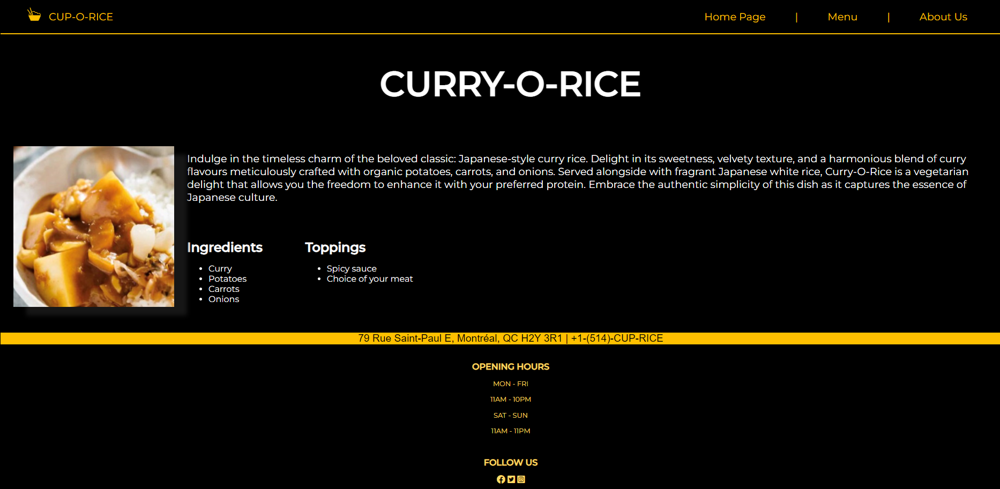 CUP-O-RICE
Home Page | Menu | About Us
CURRY-O-RICE
Indulge in the timeless charm of the beloved classic: Japanese-style curry rice. Delight in its sweetness, velvety texture, and a harmonious blend of curry
flavours meticulously crafted with organic potatoes, carrots, and onions. Served alongside with fragrant Japanese white rice, Curry-O-Rice is a vegetarian
delight that allows you the freedom to enhance it with your preferred protein. Embrace the authentic simplicity of this dish as it captures the essence of
Japanese culture.
Ingredients
• Curry
• Potatoes
• Carrots
• Onions
Toppings
• Spicy sauce
• Choice of your meat
79 Rue Saint-Paul E, Montréal, QC H2Y 3R1 | +1-(514)-CUP-RICE
OPENING HOURS
MON - FRI
11AM - 10PM
SAT - SUN
11AM - 11PM
FOLLOW US